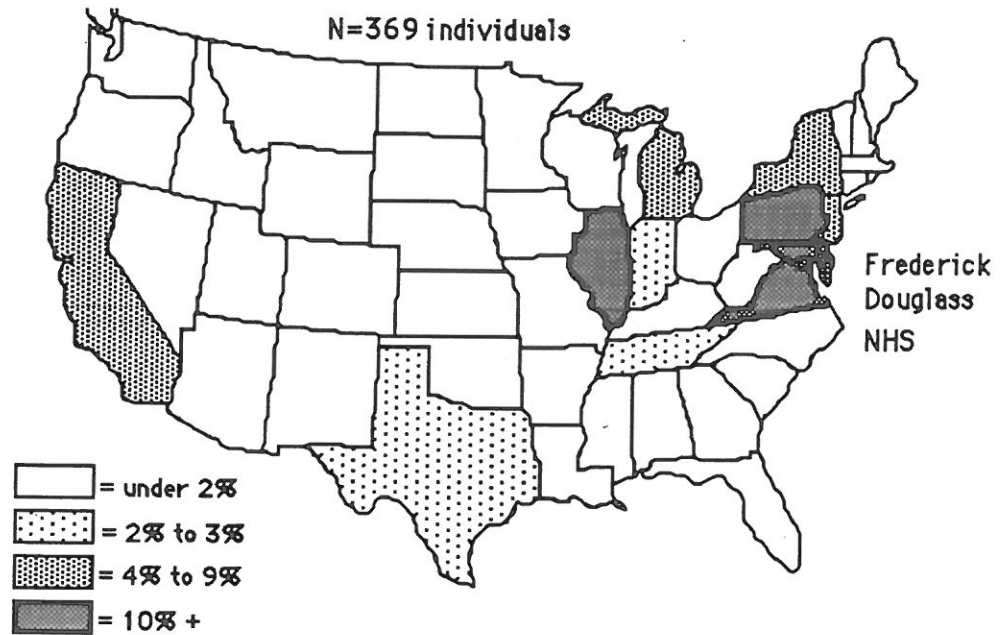 N=369 individuals
Frederick
Douglass
NHS
= under 2%
= 2% to 3%
= 4% to 9%
= 10% +